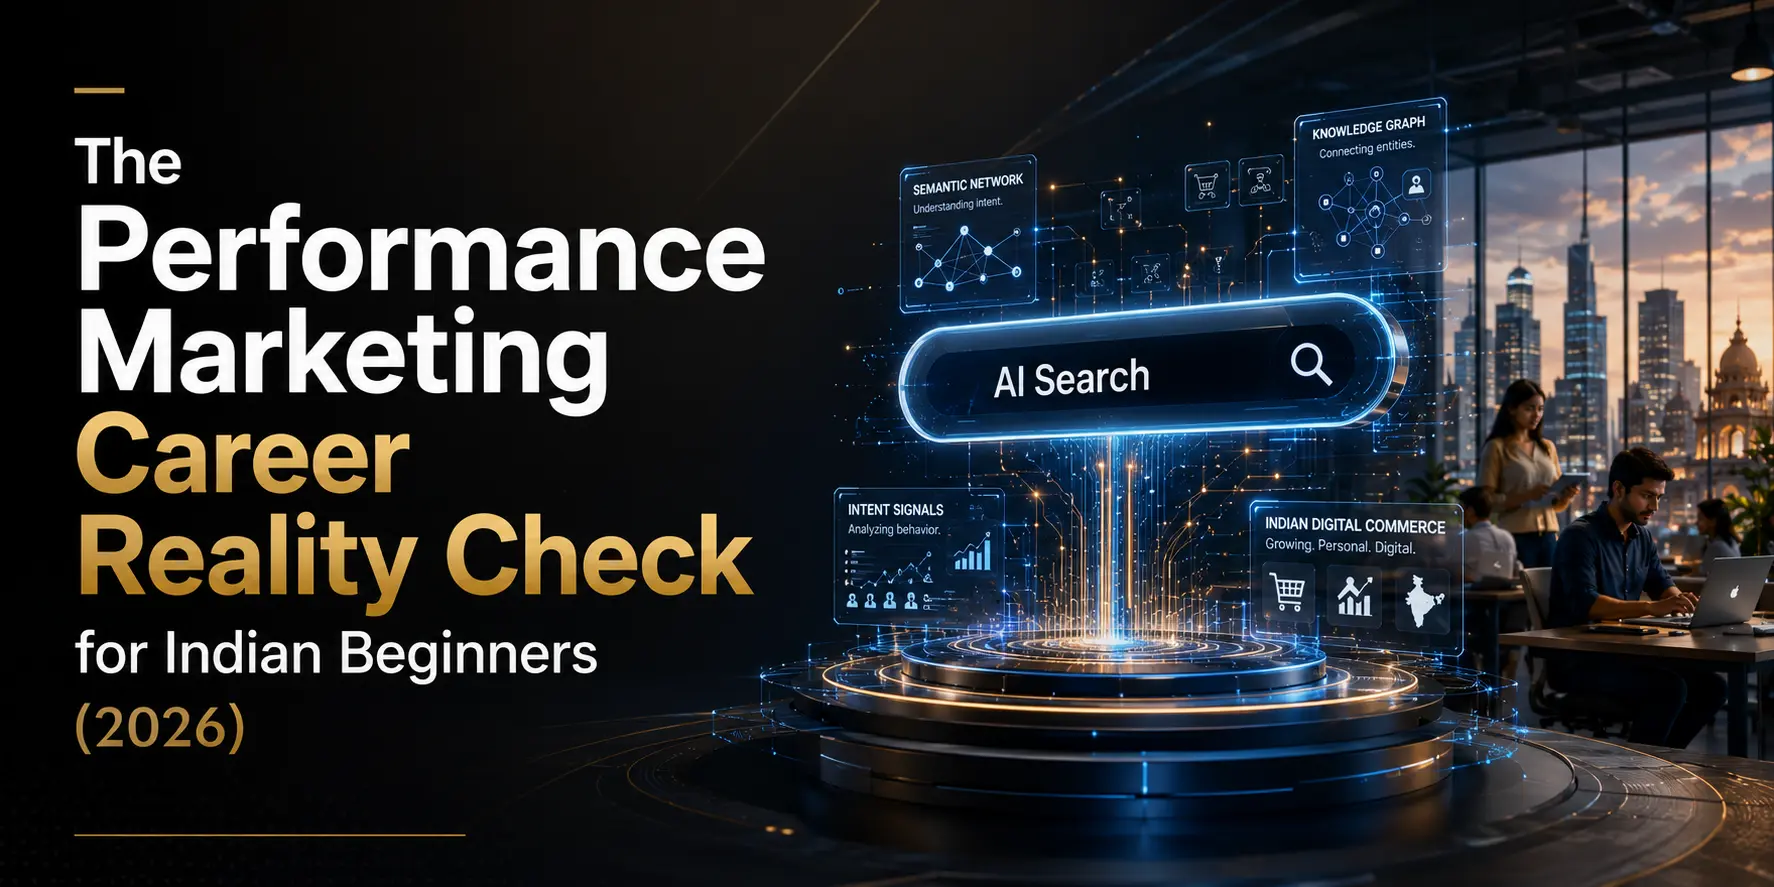 The
Performance
Marketing
Career
Reality Check
for Indian Beginners
(2026)
SEMANTIC NETWORK
Understanding intent.
KNOWLEDGE GRAPH
Connecting entities.
AI Search
INTENT SIGNALS
Analyzing behavior.
INDIAN DIGITAL COMMERCE
Growing. Personal. Digital.